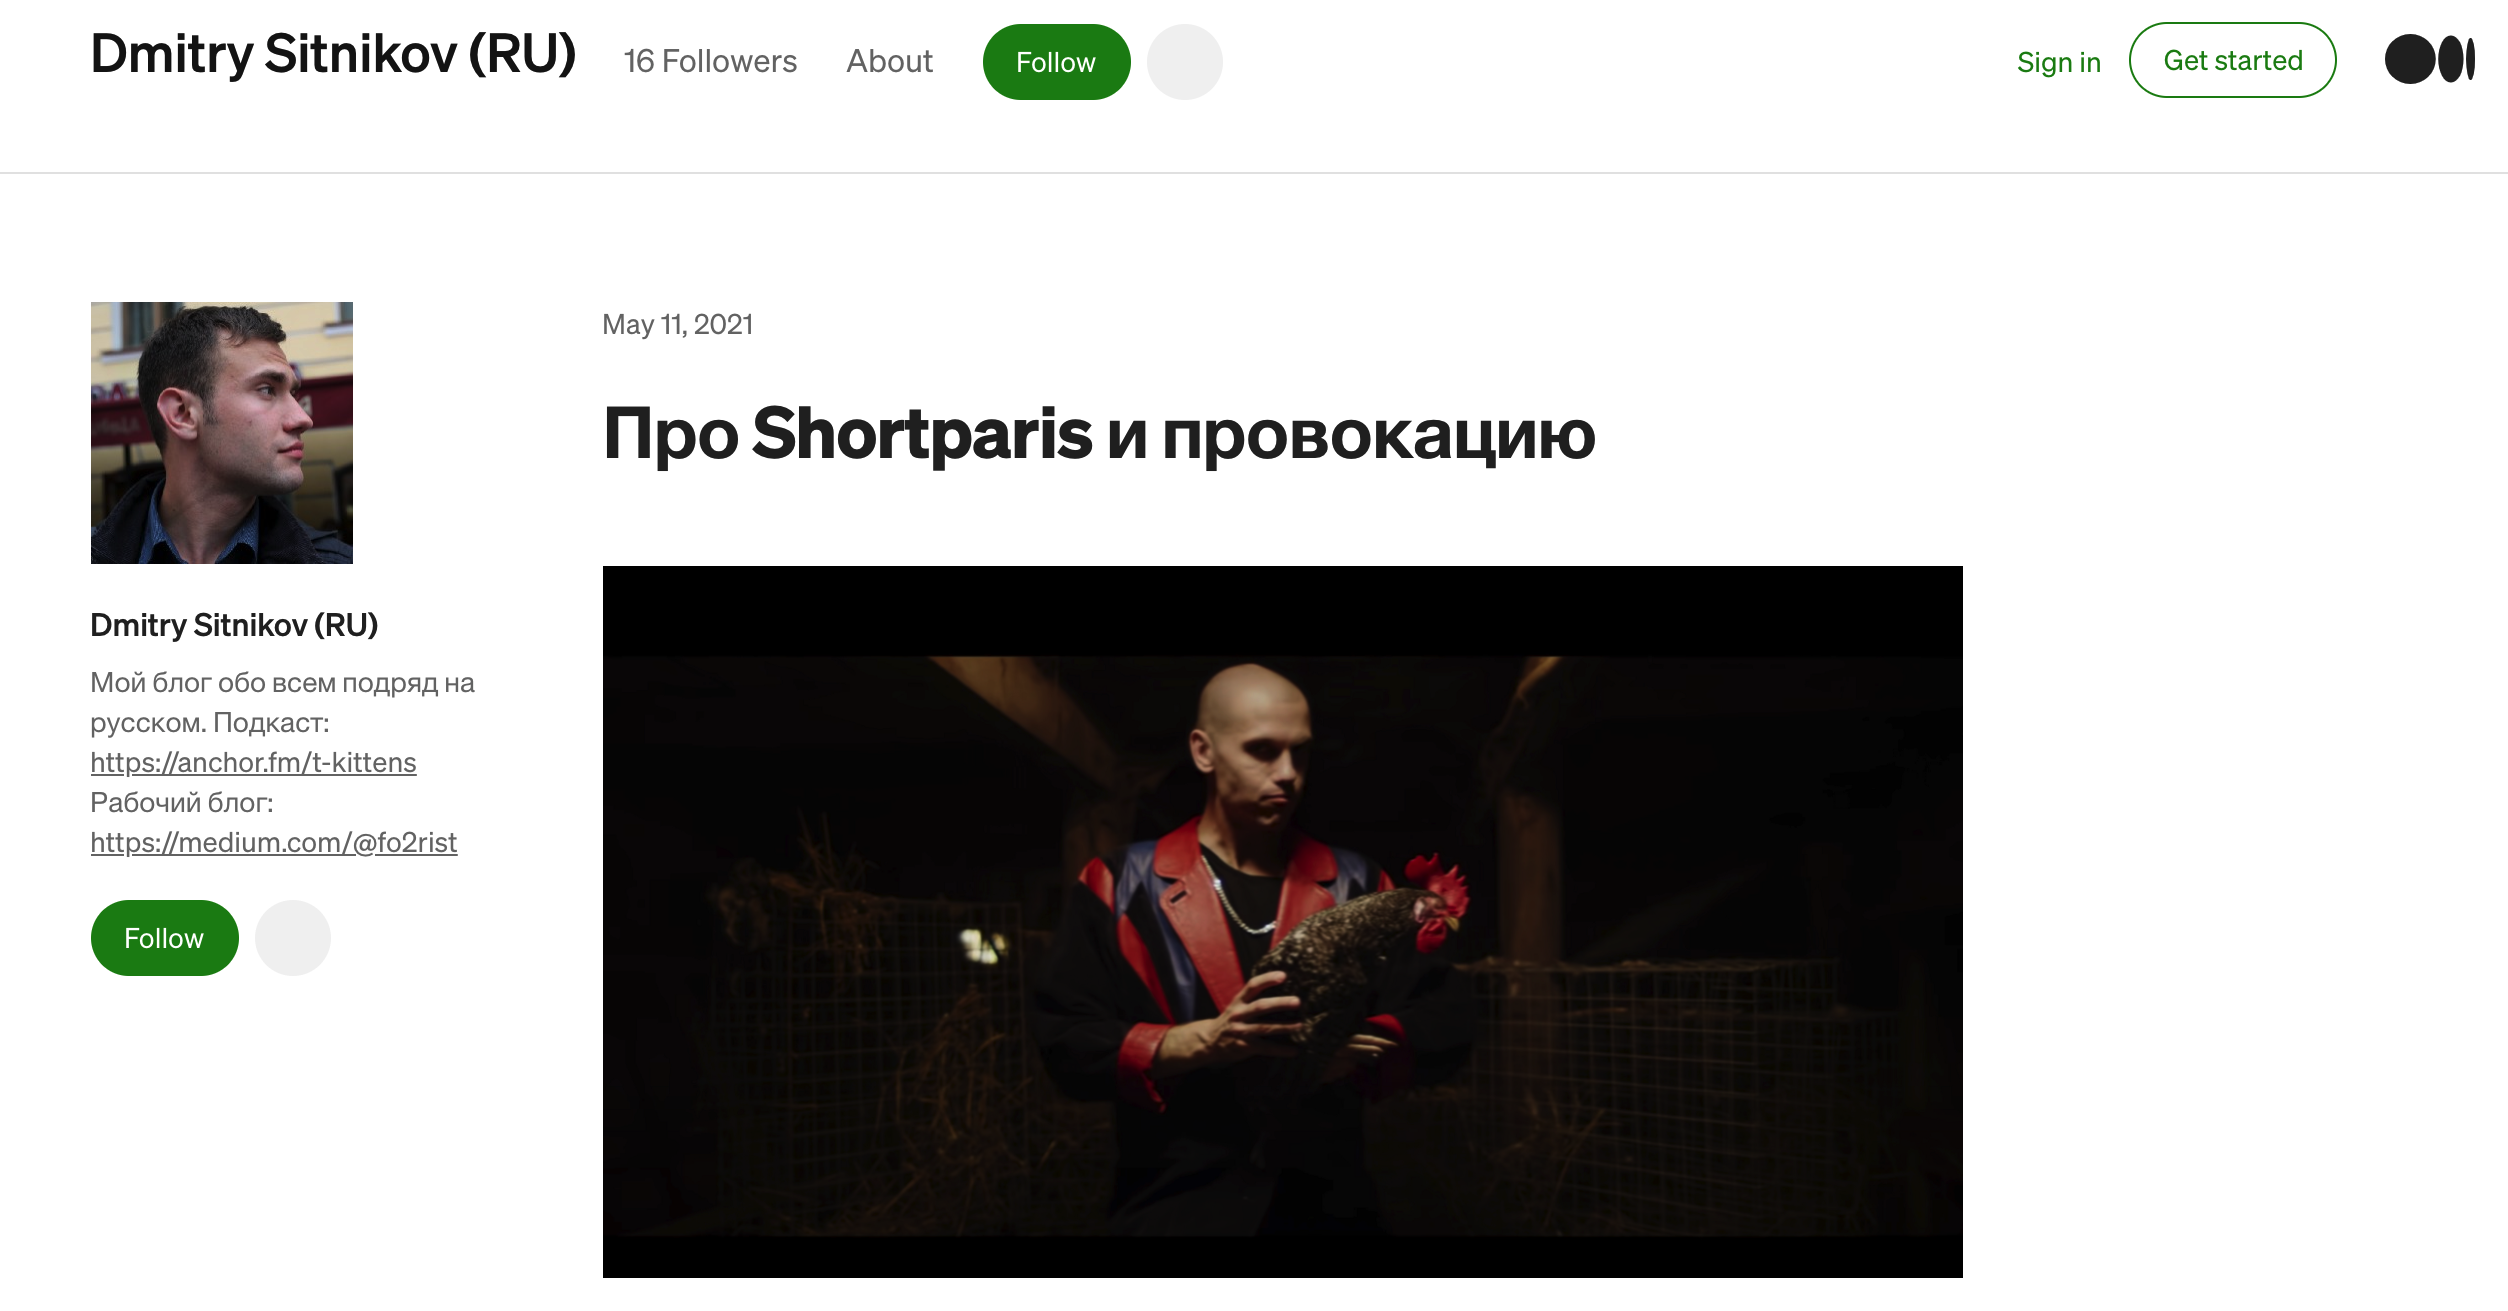 Dmitry Sitnikov (RU)
16 Followers
About
Follow
Sign in
Get started
May 11, 2021
Про Shortparis и провокацию
Dmitry Sitnikov (RU)
Мой блог обо всем подряд на
русском. Подкаст:
https://anchor.fm/t-kittens
Рабочий блог:
https://medium.com/@fo2rist
Follow